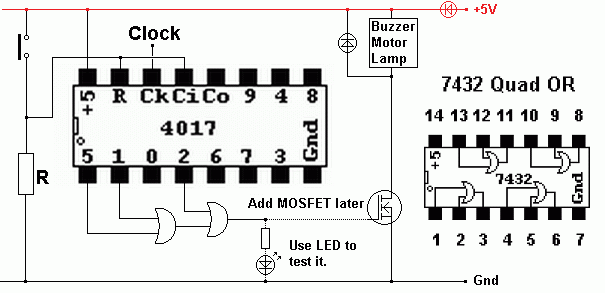 +5V
Clock
Buzzer
Motor
Lamp
+5 R Ck Ci Co 9 4 8
4017
5 1 0 2 6 7 3 Gnd
R
Add MOSFET later
Use LED to
test it.
Gnd
7432 Quad OR
14 13 12 11 10 9 8
+5
7432
Gnd
1 2 3 4 5 6 7